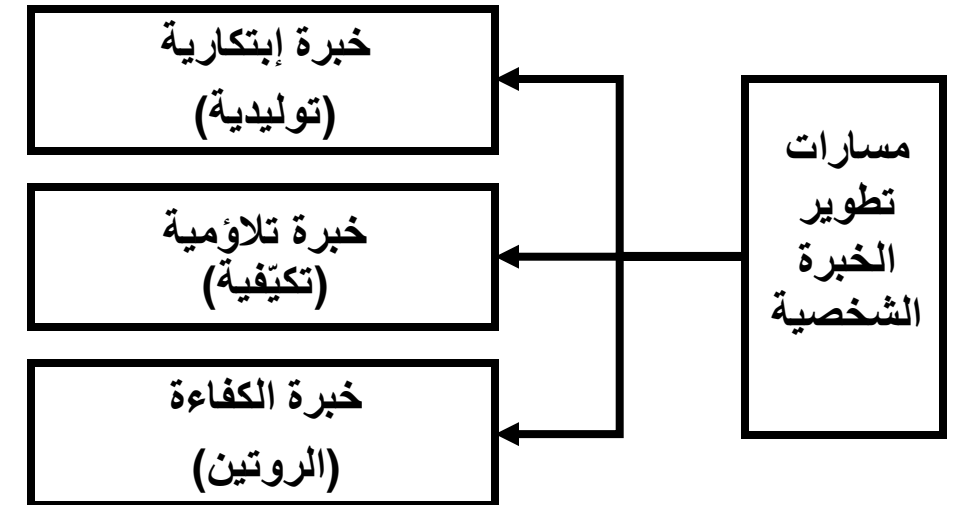 مسارات
تطوير
الخبرة
الشخصية
خبرة إبتكارية
(توليدية)
خبرة تلاؤمية
(تكيّفية)
خبرة الكفاءة
(الروتين)